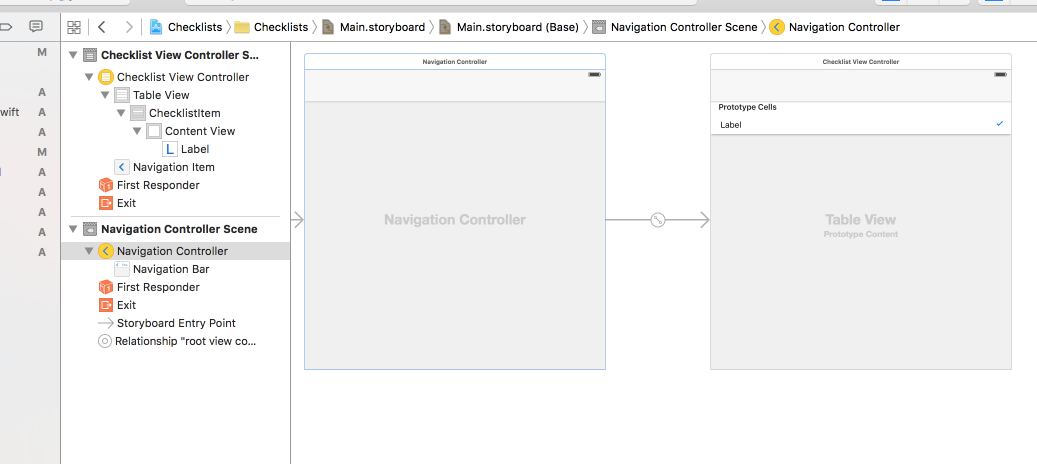 Checklists Checklists Main.storyboard Main.storyboard (Base) Navigation Controller Scene Navigation Controller
M
A
wift A
A
M
A
A
A
A
A
Checklist View Controller S...
Checklist View Controller
Table View
ChecklistItem
Content View
L Label
Navigation Item
First Responder
Exit
Navigation Controller Scene
Navigation Controller
Navigation Bar
First Responder
Exit
Storyboard Entry Point
Relationship "root view co...
Navigation Controller
Navigation Controller
Checklist View Controller
Prototype Cells
Label
Table View
Prototype Content